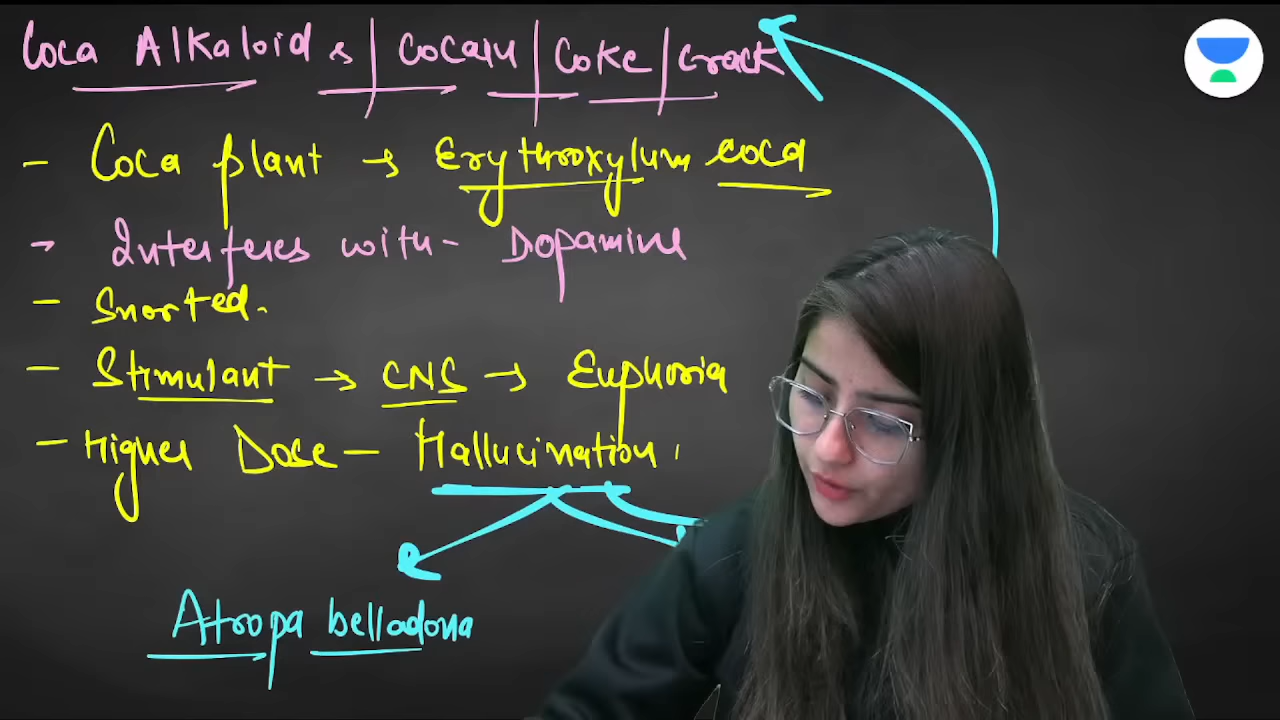 Coca Alkaloids | Cocain | Coke | Crack
- Coca plant → Erythroxylum coca
- Interferes with - Dopamine
- Snorted.
- Stimulant → CNS → Euphoria
- Higher Dose - Hallucination,
Atropa belladona